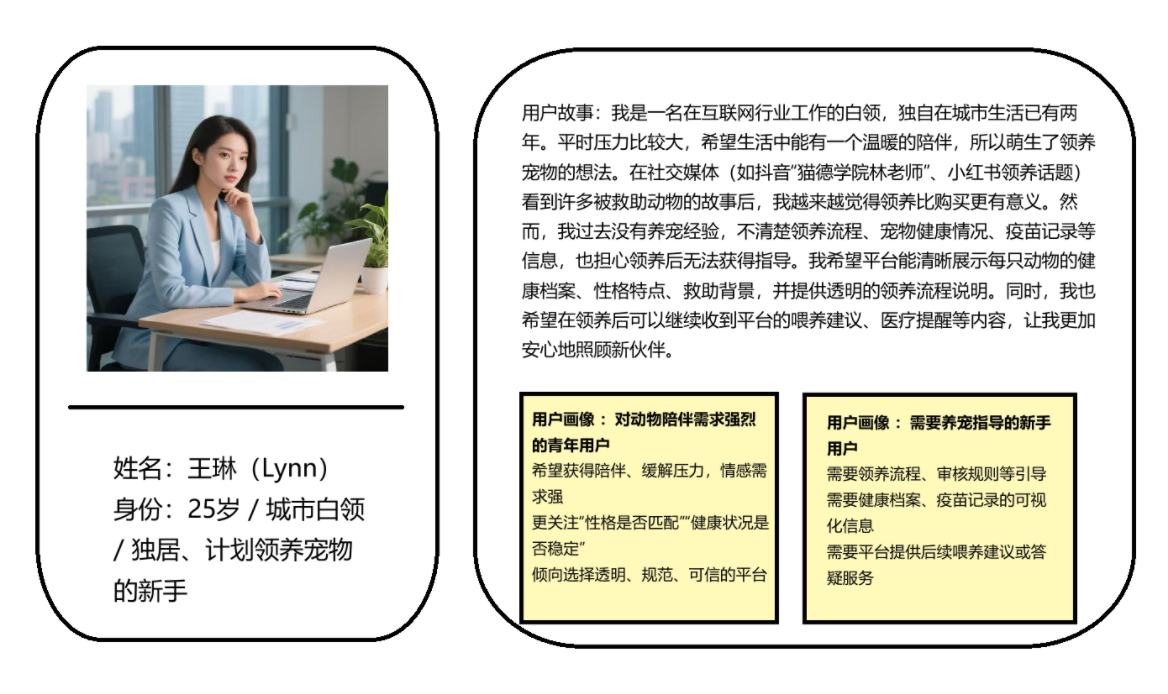 姓名：王琳（Lynn）
身份：25岁 / 城市白领
/ 独居、计划领养宠物
的新手
用户故事：我是一名在互联网行业工作的白领，独自在城市生活已有两
年。平时压力比较大，希望生活中能有一个温暖的陪伴，所以萌生了领养
宠物的想法。在社交媒体（如抖音“猫德学院林老师”、小红书领养话题）
看到许多被救助动物的故事后，我越来越觉得领养比购买更有意义。然
而，我过去没有养宠经验，不清楚领养流程、宠物健康情况、疫苗记录等
信息，也担心领养后无法获得指导。我希望平台能清晰展示每只动物的健
康档案、性格特点、救助背景，并提供透明的领养流程说明。同时，我也
希望在领养后可以继续收到平台的喂养建议、医疗提醒等内容，让我更加
安心地照顾新伙伴。
用户画像 ：对动物陪伴需求强烈
的青年用户
希望获得陪伴、缓解压力，情感需
求强
更关注“性格是否匹配”“健康状况是
否稳定”
倾向选择透明、规范、可信的平台
用户画像 ：需要养宠指导的新手
用户
需要领养流程、审核规则等引导
需要健康档案、疫苗记录的可视
化信息
需要平台提供后续喂养建议或答
疑服务